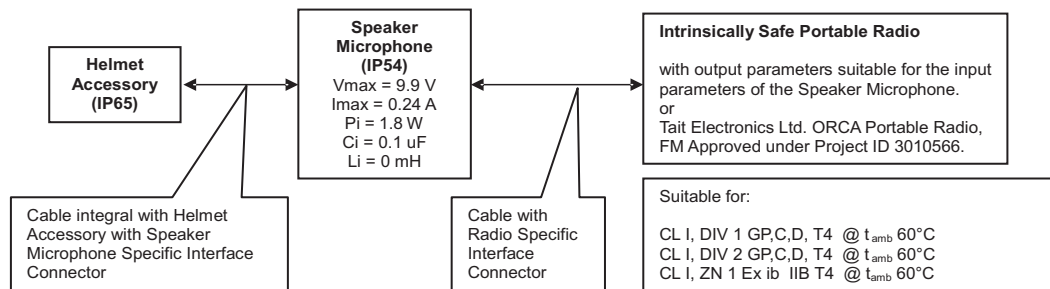 Helmet
Accessory
(IP65)
Speaker
Microphone
(IP54)
Vmax = 9.9 V
Imax = 0.24 A
Pi = 1.8 W
Ci = 0.1 uF
Li = 0 mH
Intrinsically Safe Portable Radio
with output parameters suitable for the input
parameters of the Speaker Microphone.
or
Tait Electronics Ltd. ORCA Portable Radio,
FM Approved under Project ID 3010566.
Cable integral with Helmet
Accessory with Speaker
Microphone Specific Interface
Connector
Cable with
Radio Specific
Interface
Connector
Suitable for:
CL I, DIV 1 GP,C,D, T4 @ tamb 60°C
CL I, DIV 2 GP,C,D, T4 @ tamb 60°C
CL I, ZN 1 Ex ib IIB T4 @ tamb 60°C